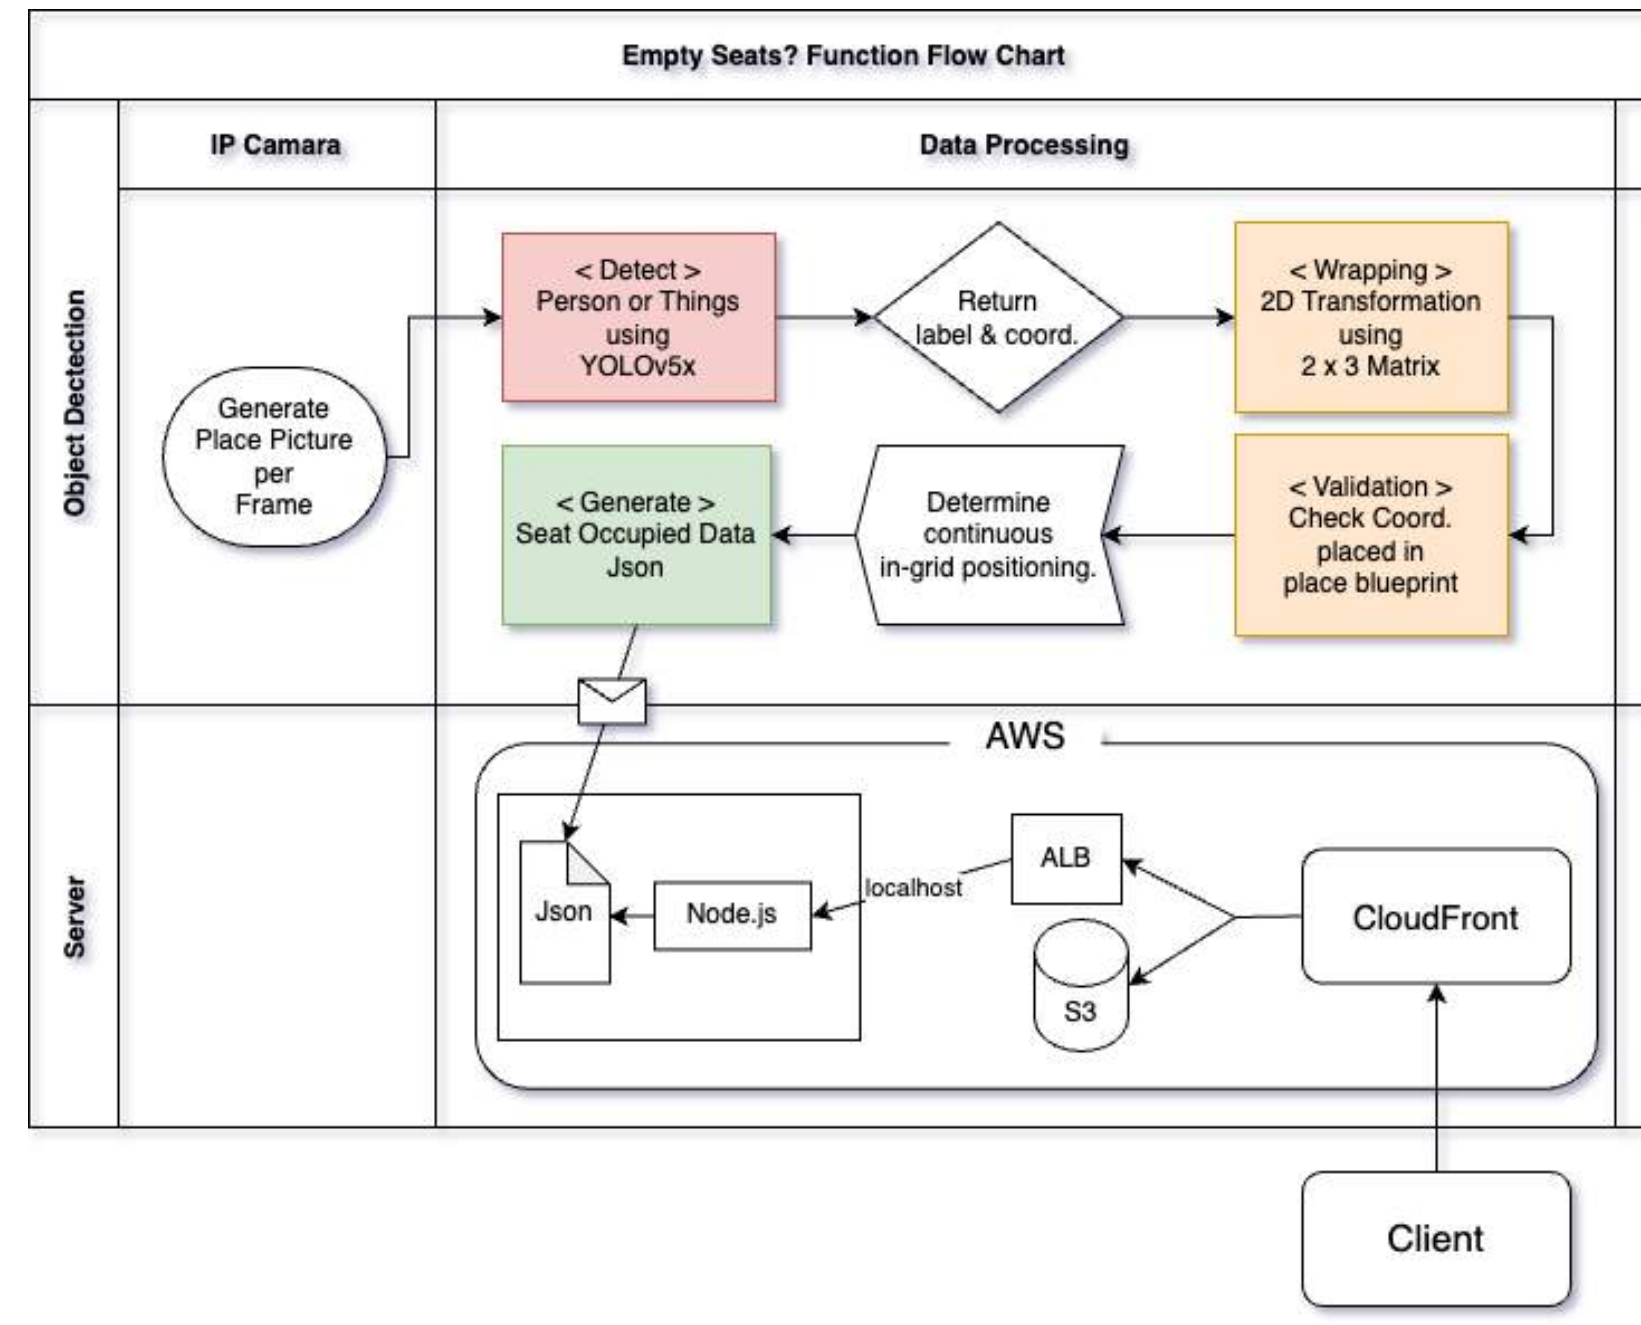 Empty Seats? Function Flow Chart
IP Camara
Data Processing
Object Dectection
Generate
Place Picture
per
Frame
< Detect >
Person or Things
using
YOLOv5x
Return
label & coord.
< Wrapping >
2D Transformation
using
2 x 3 Matrix
< Validation >
Check Coord.
placed in
place blueprint
Determine
continuous
in-grid positioning.
< Generate >
Seat Occupied Data
Json
Server
AWS
Json
Node.js
localhost
ALB
S3
CloudFront
Client